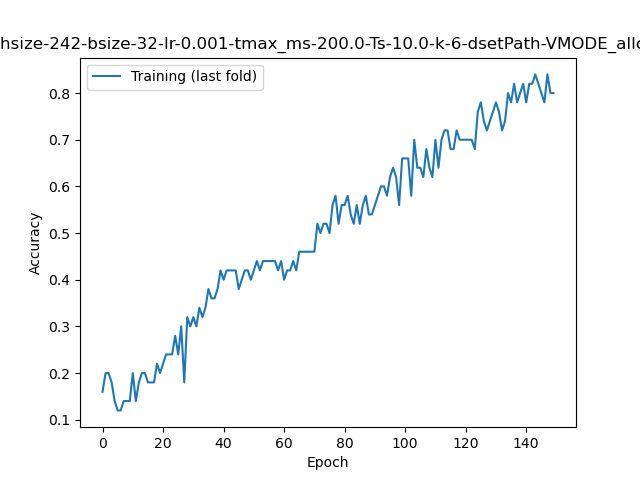 hsize-242-bsize-32-lr-0.001-tmax_ms-200.0-Ts-10.0-k-6-dsetPath-VMODE_allo
Training (last fold)
Accuracy
0.8
0.7
0.6
0.5
0.4
0.3
0.2
0.1
0 20 40 60 80 100 120 140
Epoch